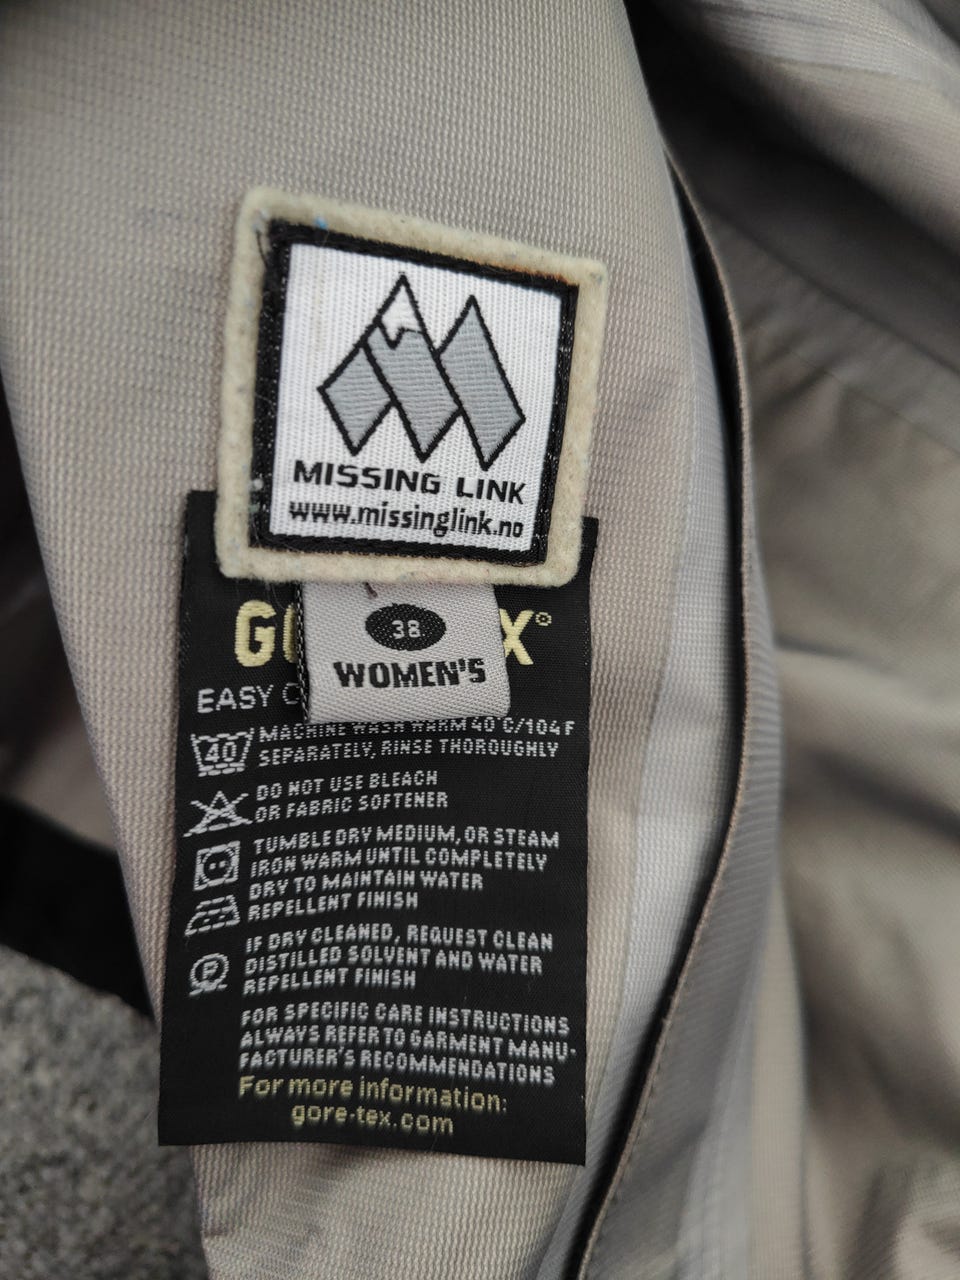 MISSING LINK
www.missinglink.no
38
WOMEN'S
G X®
EASY C
40
MACHINE WASH WARM 40°C/104 F
SEPARATELY, RINSE THOROUGHLY
DO NOT USE BLEACH
OR FABRIC SOFTENER
TUMBLE DRY MEDIUM, OR STEAM
IRON WARM UNTIL COMPLETELY
DRY TO MAINTAIN WATER
REPELLENT FINISH
P
IF DRY CLEANED, REQUEST CLEAN
DISTILLED SOLVENT AND WATER
REPELLENT FINISH
FOR SPECIFIC CARE INSTRUCTIONS
ALWAYS REFER TO GARMENT MANU-
FACTURER'S RECOMMENDATIONS
For more information:
gore-tex.com